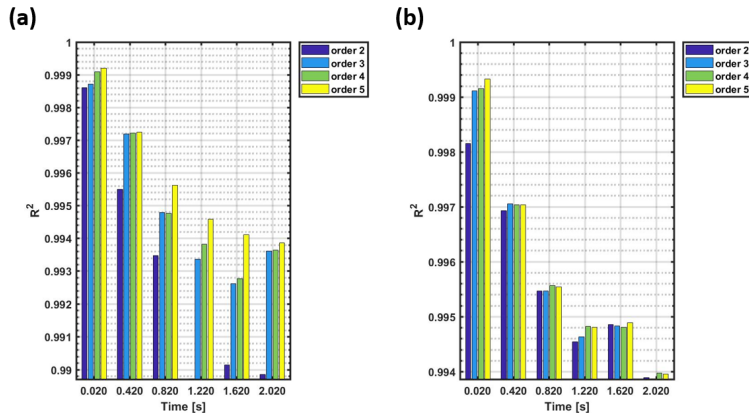 (a)
1
0.999
0.998
0.997
0.996
0.995
0.994
0.993
0.992
0.991
0.99
R²
0.020 0.420 0.820 1.220 1.620 2.020
Time [s]
order 2
order 3
order 4
order 5
(b)
1
0.999
0.998
0.997
0.996
0.995
0.994
R²
0.020 0.420 0.820 1.220 1.620 2.020
Time [s]
order 2
order 3
order 4
order 5